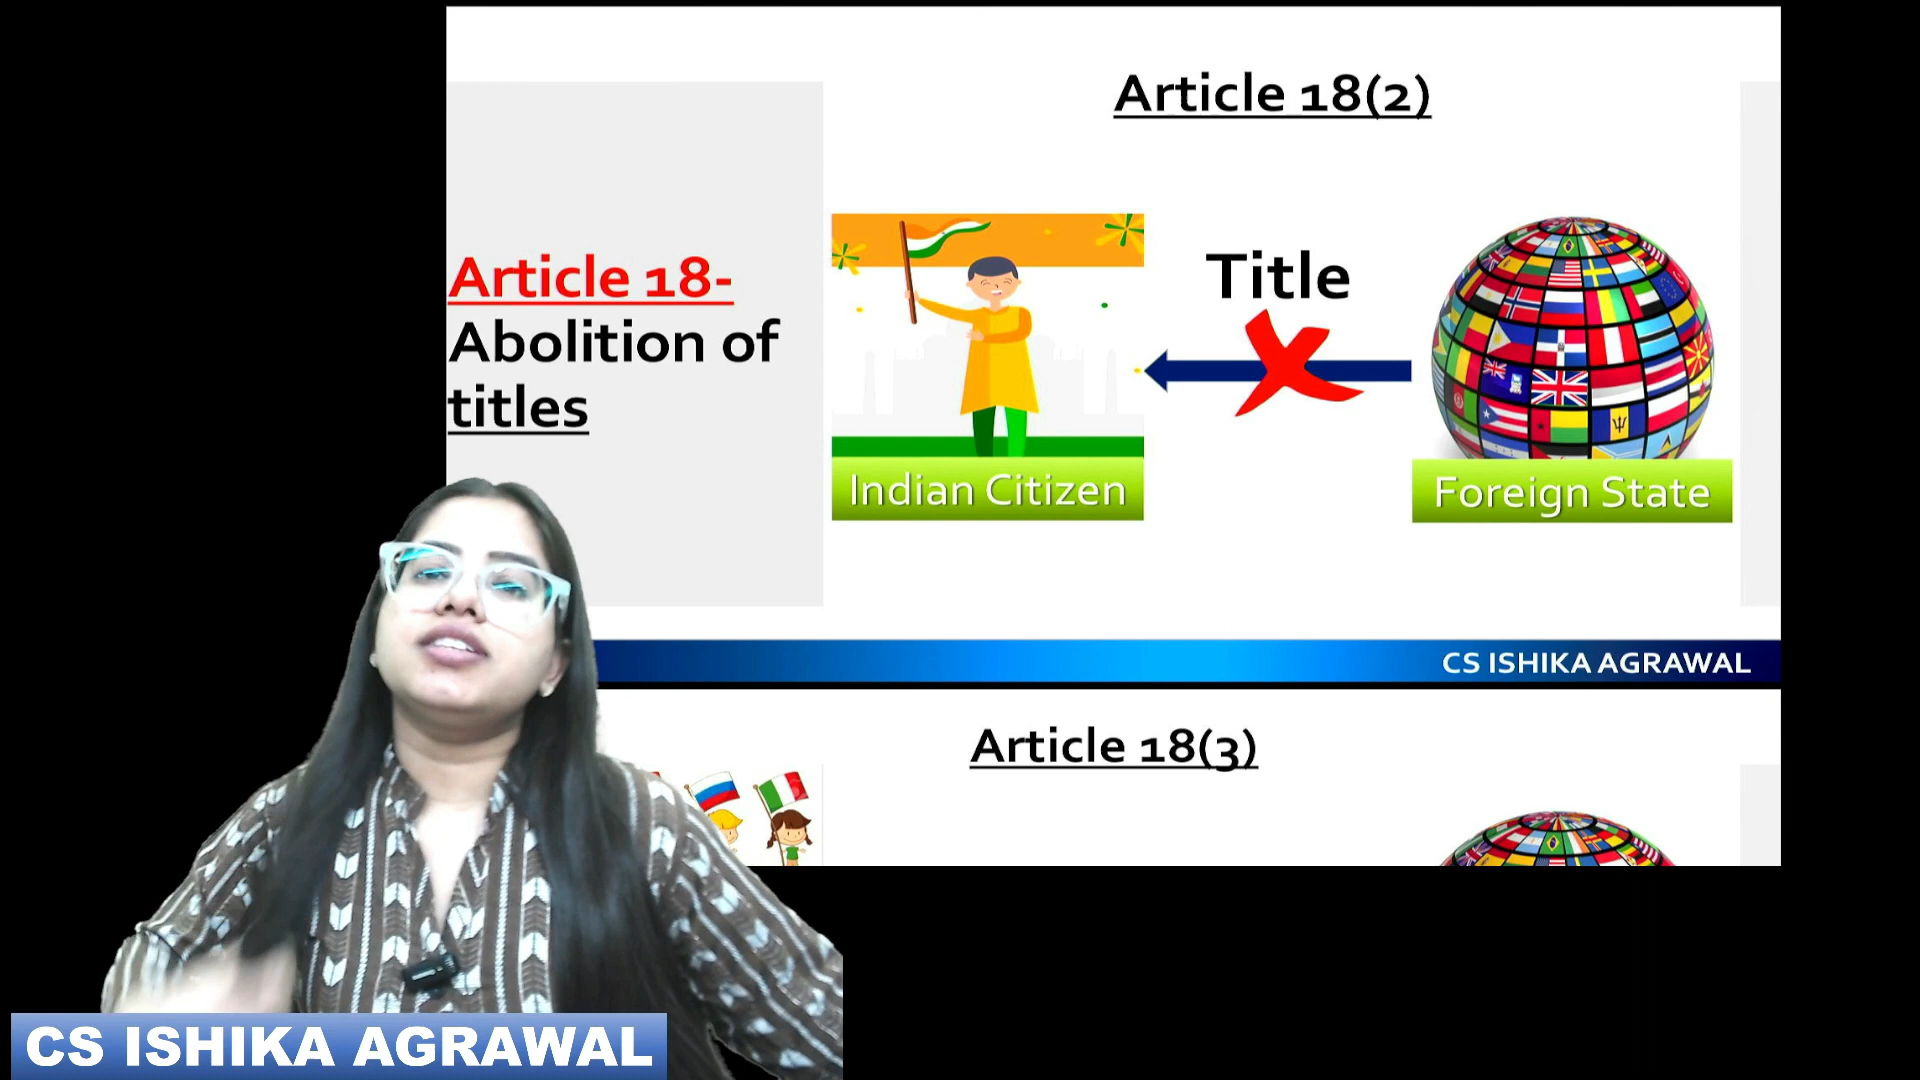 Article 18(2)
Article 18-
Abolition of
titles
Title
Indian Citizen
Foreign State
CS ISHIKA AGRAWAL
Article 18(3)
CS ISHIKA AGRAWAL